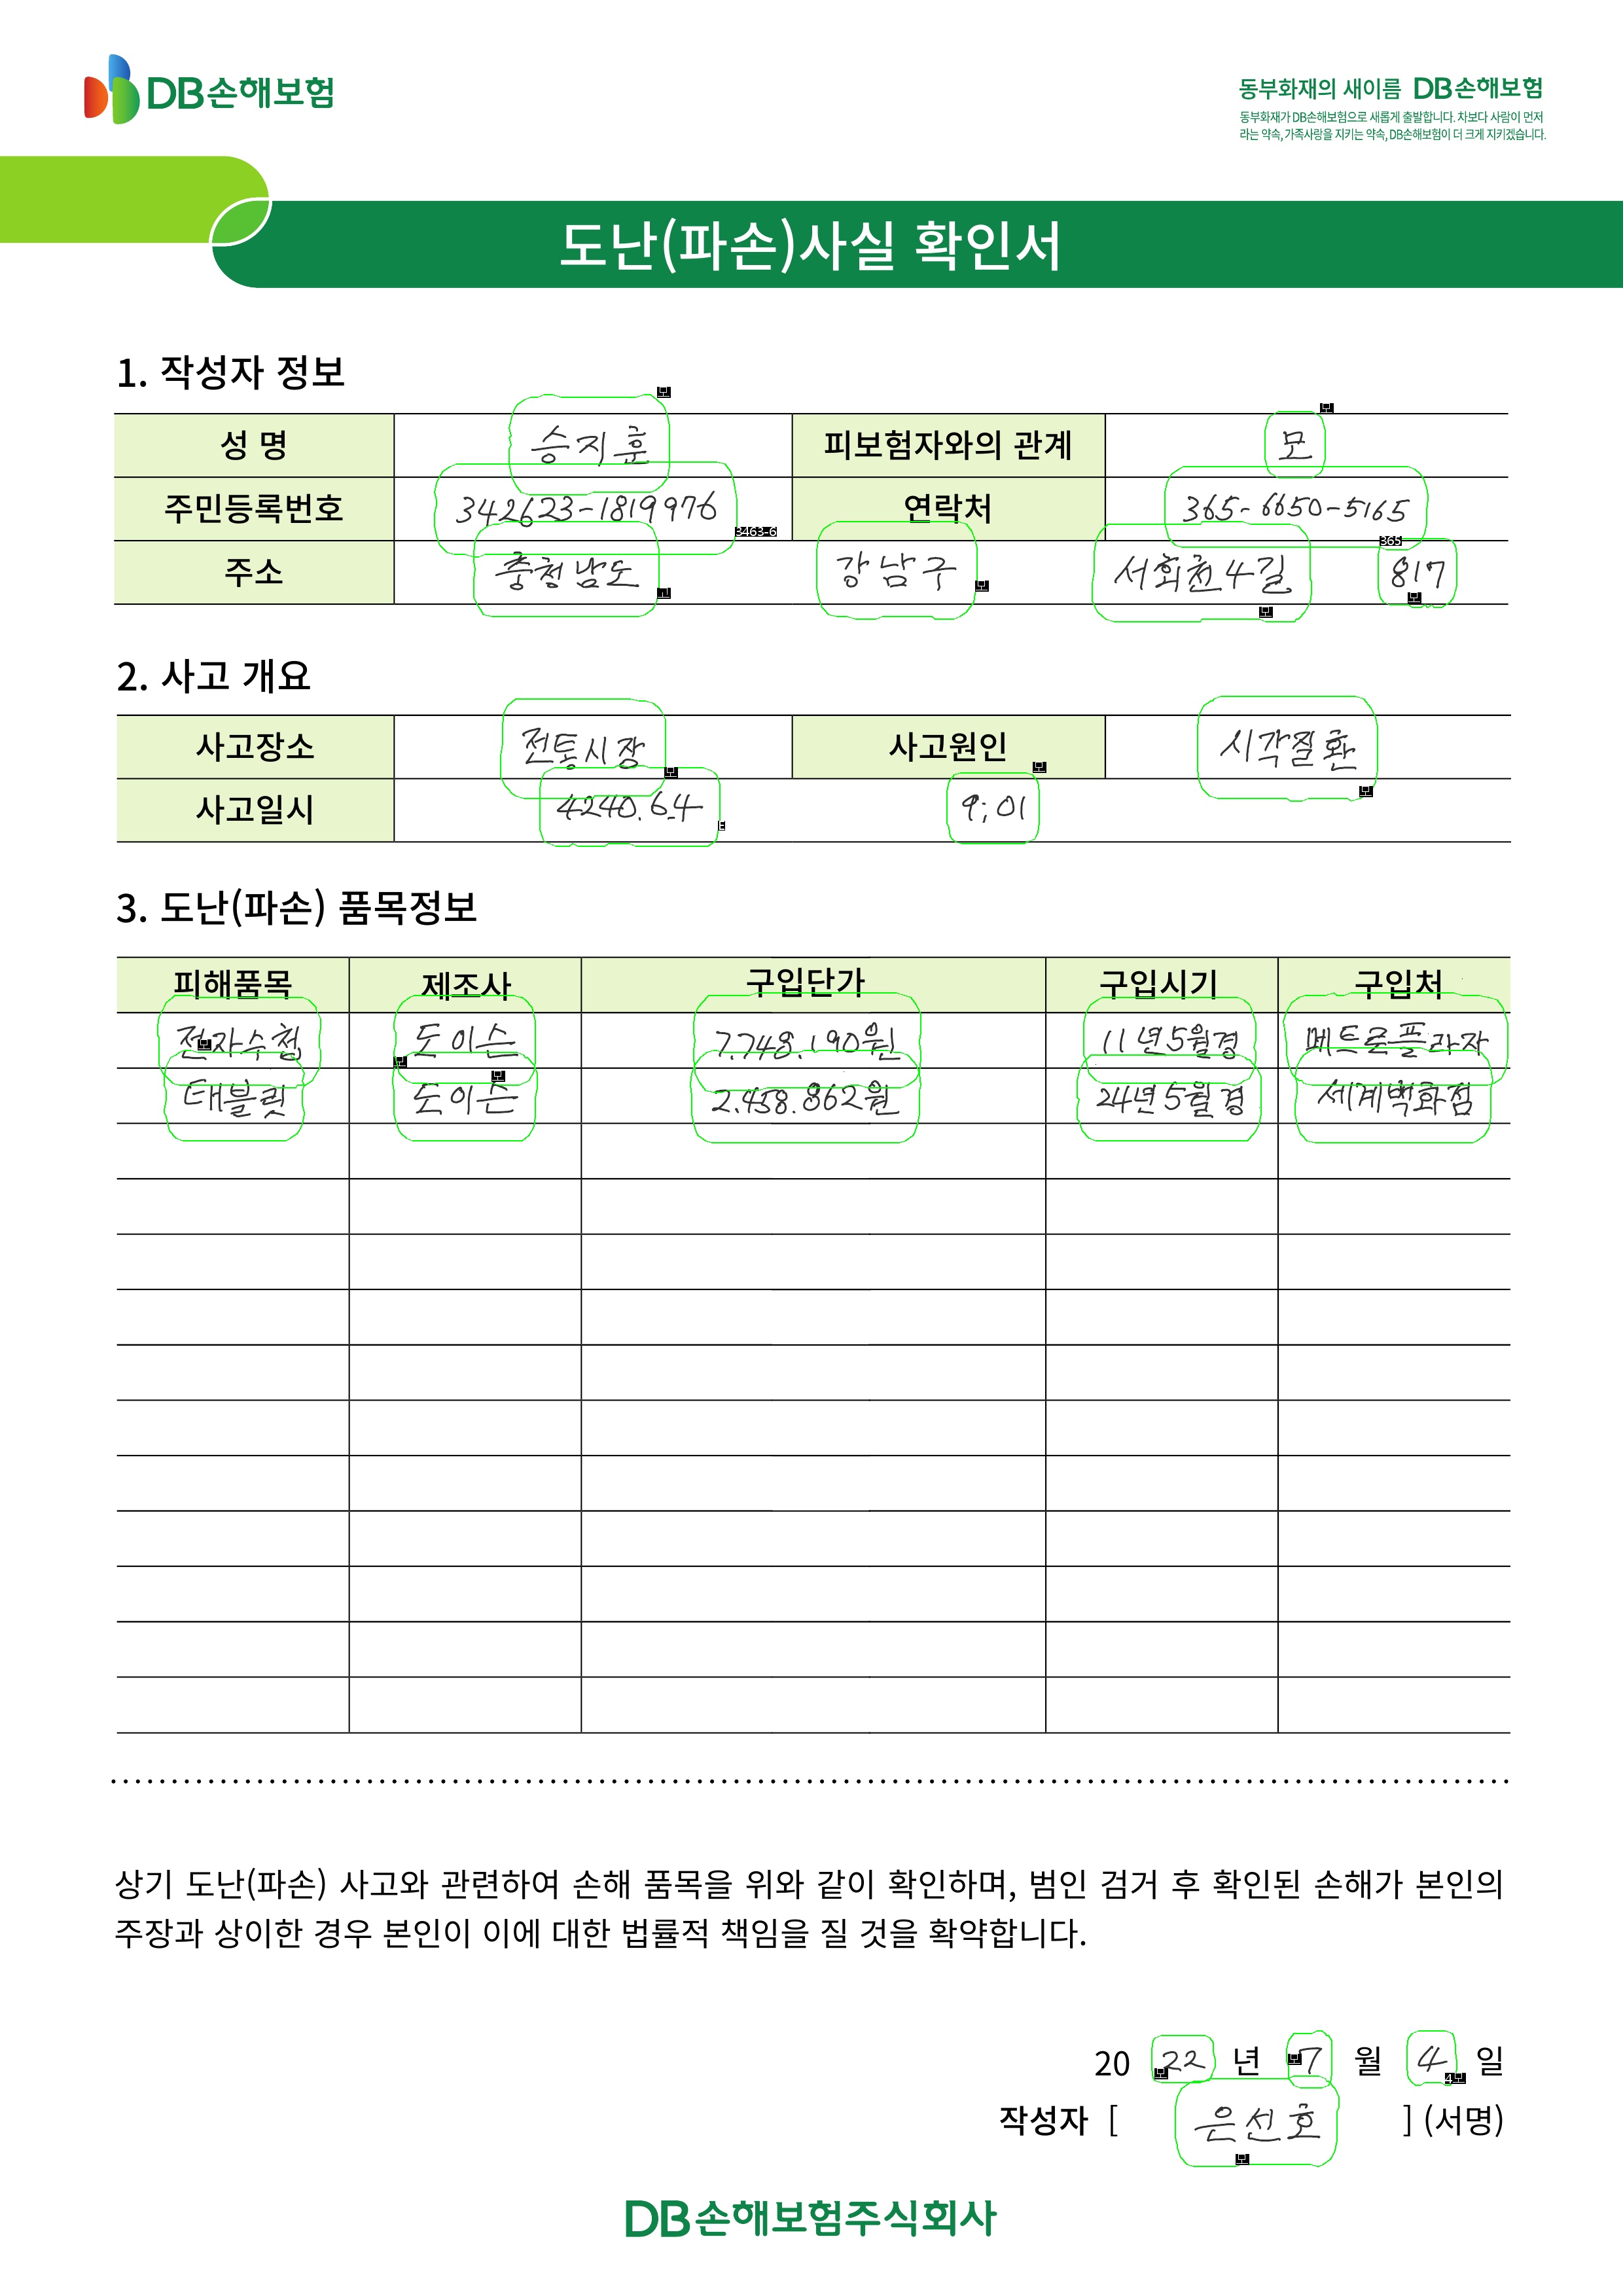 DB손해보험
동부화재의 새이름 DB손해보험
동부화재가 DB손해보험으로 새롭게 출발합니다. 차보다 사람이 먼저
라는 약속, 가족사랑을 지키는 약속, DB손해보험이 더 크게 지키겠습니다.
도난(파손)사실 확인서
1. 작성자 정보
성 명 승지훈 피보험자와의 관계 모
주민등록번호 342623-1819976 연락처 365-6650-5165
주소 충청남도 강남구 서회천4길 817
2. 사고 개요
사고장소 전통시장 사고원인 시각질환
사고일시 4240.6.4 9:01
3. 도난(파손) 품목정보
피해품목 제조사 구입단가 구입시기 구입처
전자수첩 도이슨 7.748.190원 11년5월경 메트로플라자
태블릿 도이슨 2.458.862원 24년5월경 세계백화점
상기 도난(파손) 사고와 관련하여 손해 품목을 위와 같이 확인하며, 범인 검거 후 확인된 손해가 본인의
주장과 상이한 경우 본인이 이에 대한 법률적 책임을 질 것을 확약합니다.
20 22 년 7 월 4 일
작성자 [ 은선호 ] (서명)
DB손해보험주식회사